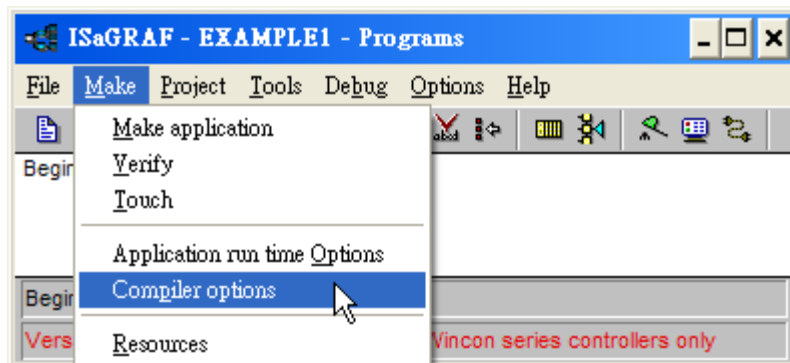 ISaGRAF - EXAMPLE1 - Programs
File Make Project Tools Debug Options Help
Make application
Begin
Verify
Touch
Application run time Options
Compiler options
Begin
Vers
Wincon series controllers only
Resources